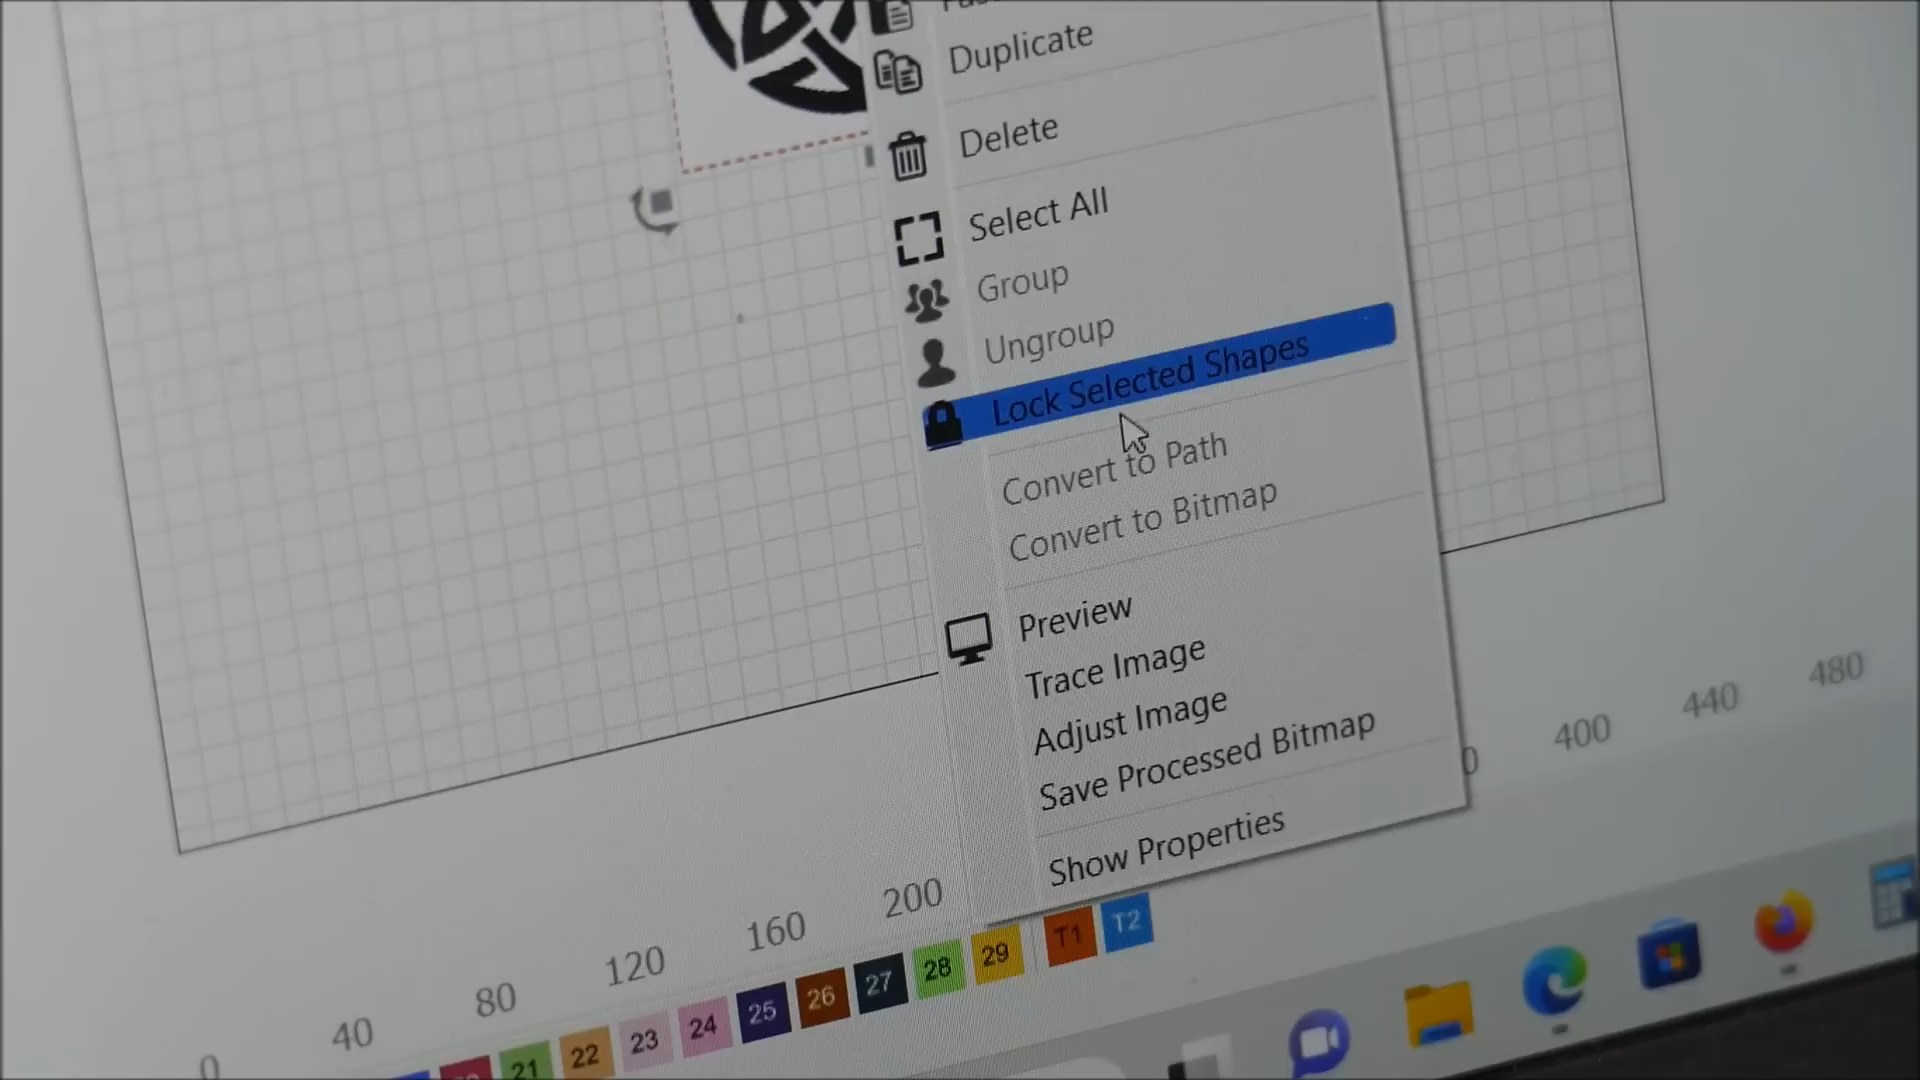 Duplicate
Delete
Select All
Group
Ungroup
Lock Selected Shapes
Convert to Path
Convert to Bitmap
Preview
Trace Image
Adjust Image
Save Processed Bitmap
Show Properties
0 40 80 120 160 200 400 440 480
21 22 23 24 25 26 27 28 29 T1 T2